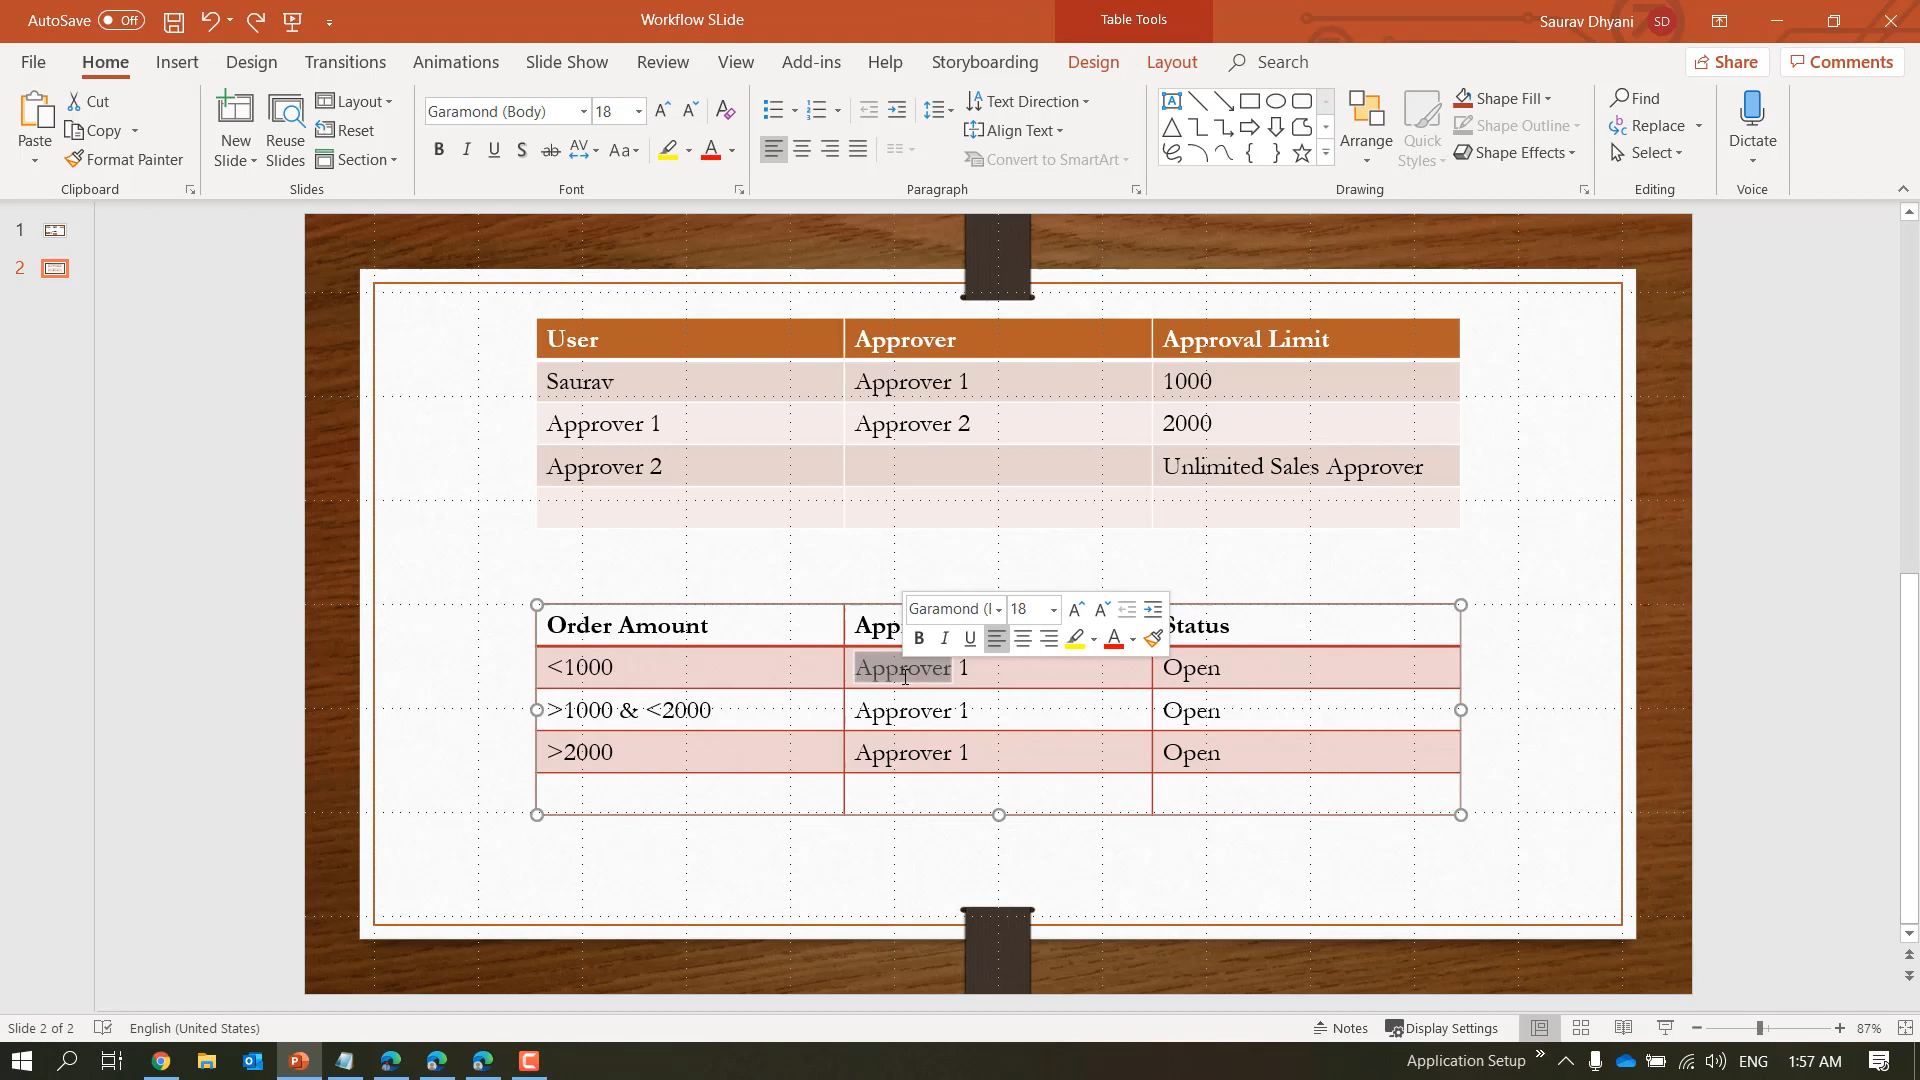 AutoSave Off
Workflow SLide
Table Tools
Saurav Dhyani SD
File Home Insert Design Transitions Animations Slide Show Review View Add-ins Help Storyboarding Design Layout Search Share Comments
Paste
Cut
Copy
Format Painter
Clipboard
New Slide
Reuse Slides
Layout
Reset
Section
Slides
Garamond (Body) 18
Font
Text Direction
Align Text
Convert to SmartArt
Paragraph
Arrange
Quick Styles
Shape Fill
Shape Outline
Shape Effects
Drawing
Find
Replace
Select
Editing
Dictate
Voice
1
2
User Approver Approval Limit
Saurav Approver 1 1000
Approver 1 Approver 2 2000
Approver 2 Unlimited Sales Approver
Garamond (I 18
B I U
Order Amount App Status
<1000 Approver 1 Open
>1000 & <2000 Approver 1 Open
>2000 Approver 1 Open
Slide 2 of 2 English (United States) Notes Display Settings 87%
Application Setup ENG 1:57 AM